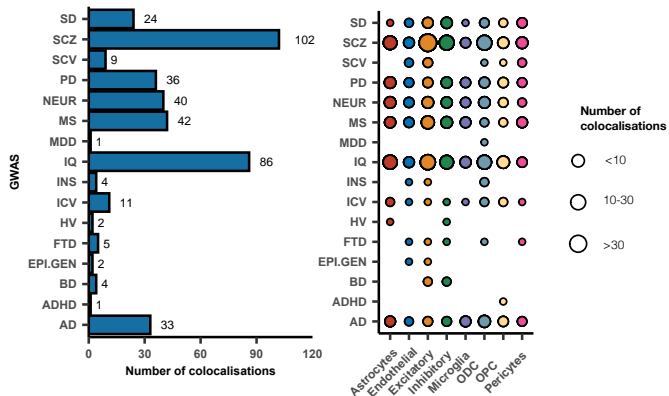 GWAS
SD
24
SCZ
102
SCV
9
PD
36
NEUR
40
MS
42
MDD
1
IQ
86
INS
4
ICV
11
HV
2
FTD
5
EPI.GEN
2
BD
4
ADHD
1
AD
33
0
30
60
90
120
Number of colocalisations
SD
SCZ
SCV
PD
NEUR
MS
MDD
IQ
INS
ICV
HV
FTD
EPI.GEN
BD
ADHD
AD
Astrocytes
Endothelial
Excitatory
Inhibitory
Microglia
ODC
OPC
Pericytes
Number of
colocalisations
<10
10-30
>30